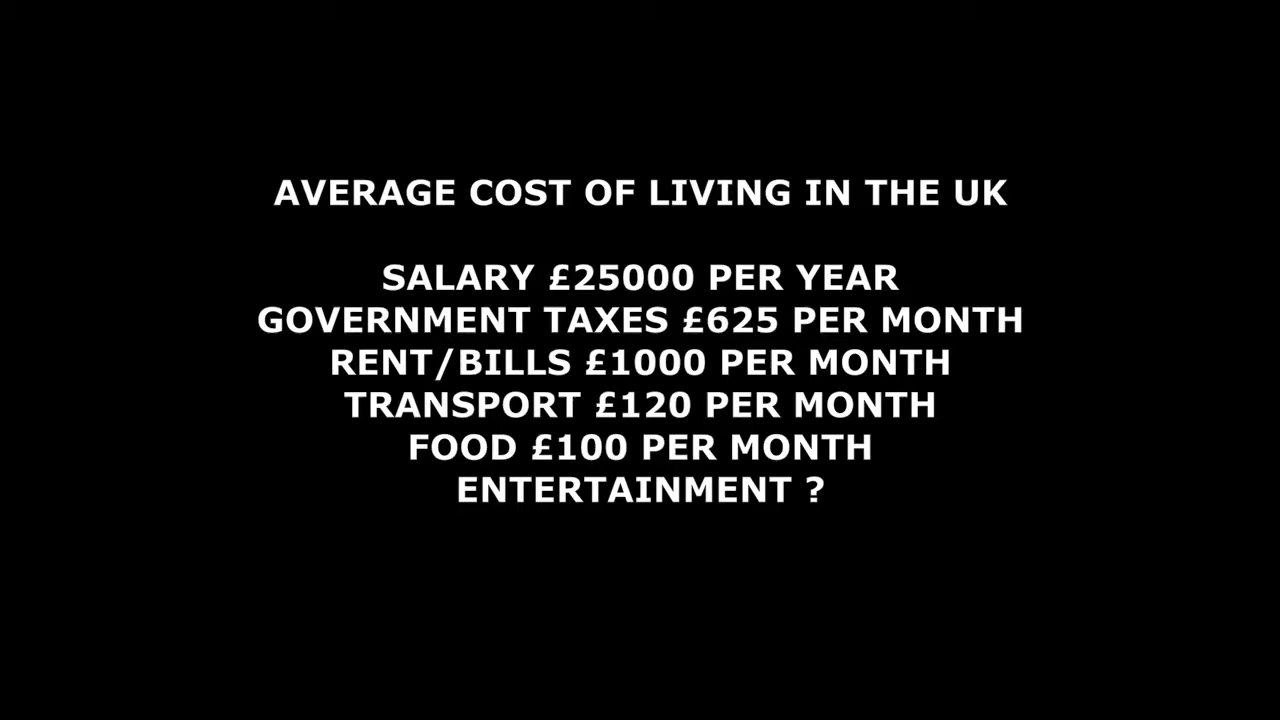 AVERAGE COST OF LIVING IN THE UK
SALARY £25000 PER YEAR
GOVERNMENT TAXES £625 PER MONTH
RENT/BILLS £1000 PER MONTH
TRANSPORT £120 PER MONTH
FOOD £100 PER MONTH
ENTERTAINMENT ?